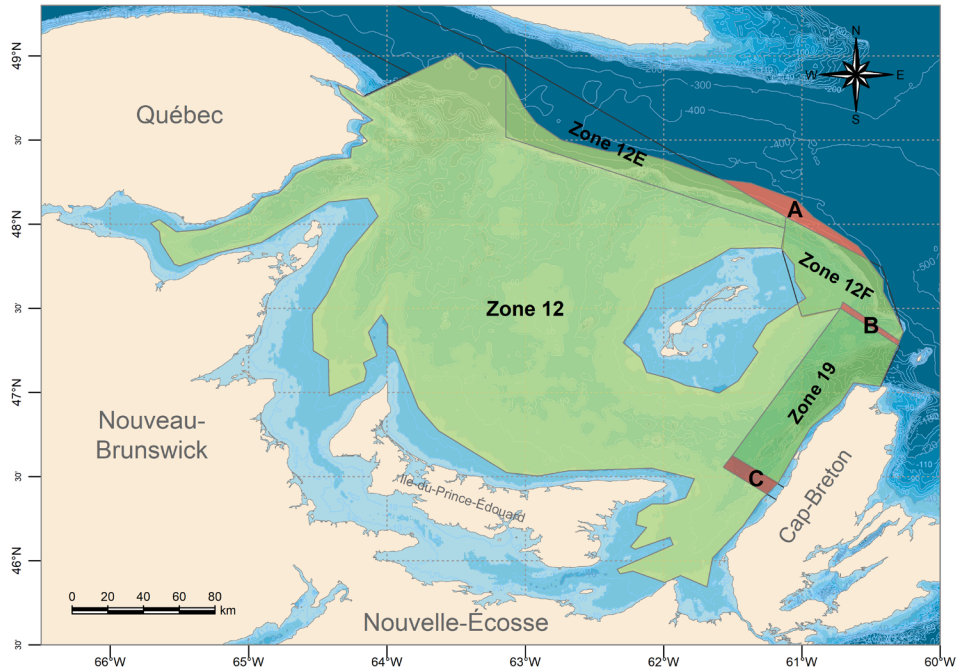 49°N
30'
48°N
30'
47°N
30'
46°N
30'
N
W
E
S
Québec
-200
-300
-400
-500
Zone 12E
A
Zone 12F
B
Zone 12
Zone 19
C
Nouveau-
Brunswick
Île-du-Prince-Édouard
Cap-Breton
Nouvelle-Écosse
0 20 40 60 80
km
66°W 65°W 64°W 63°W 62°W 61°W 60°W